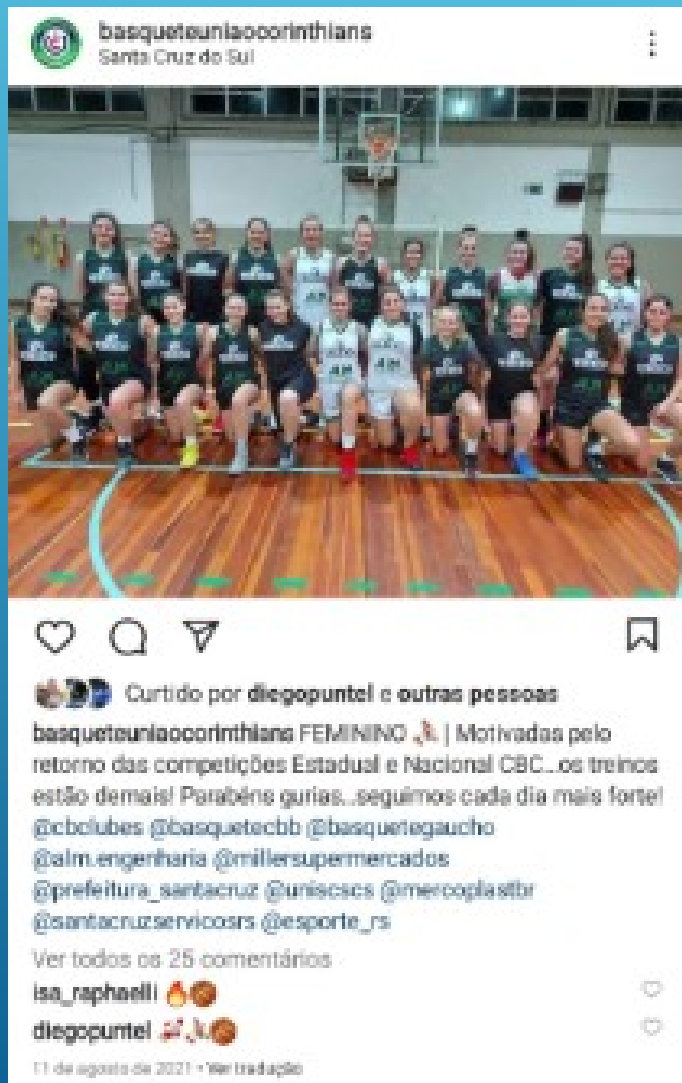 basqueteuniaocorinthians
Santa Cruz do Sul
Curtido por diegopuntel e outras pessoas
basqueteuniaocorinthians FEMININO ⛹🏻‍♀️ | Motivadas pelo
retorno das competições Estadual e Nacional CBC...os treinos
estão demais! Parabéns gurias...seguimos cada dia mais forte!
@cbclubes @basquetecbb @basquetegaucho
@alm.engenharia @millersupermercados
@prefeitura_santacruz @uniscscs @mercoplastbr
@santacruzservicosrs @esporte_rs
Ver todos os 25 comentários
isa_raphaelli 🔥🏀
diegopuntel
11 de agosto de 2021 • Ver tradução